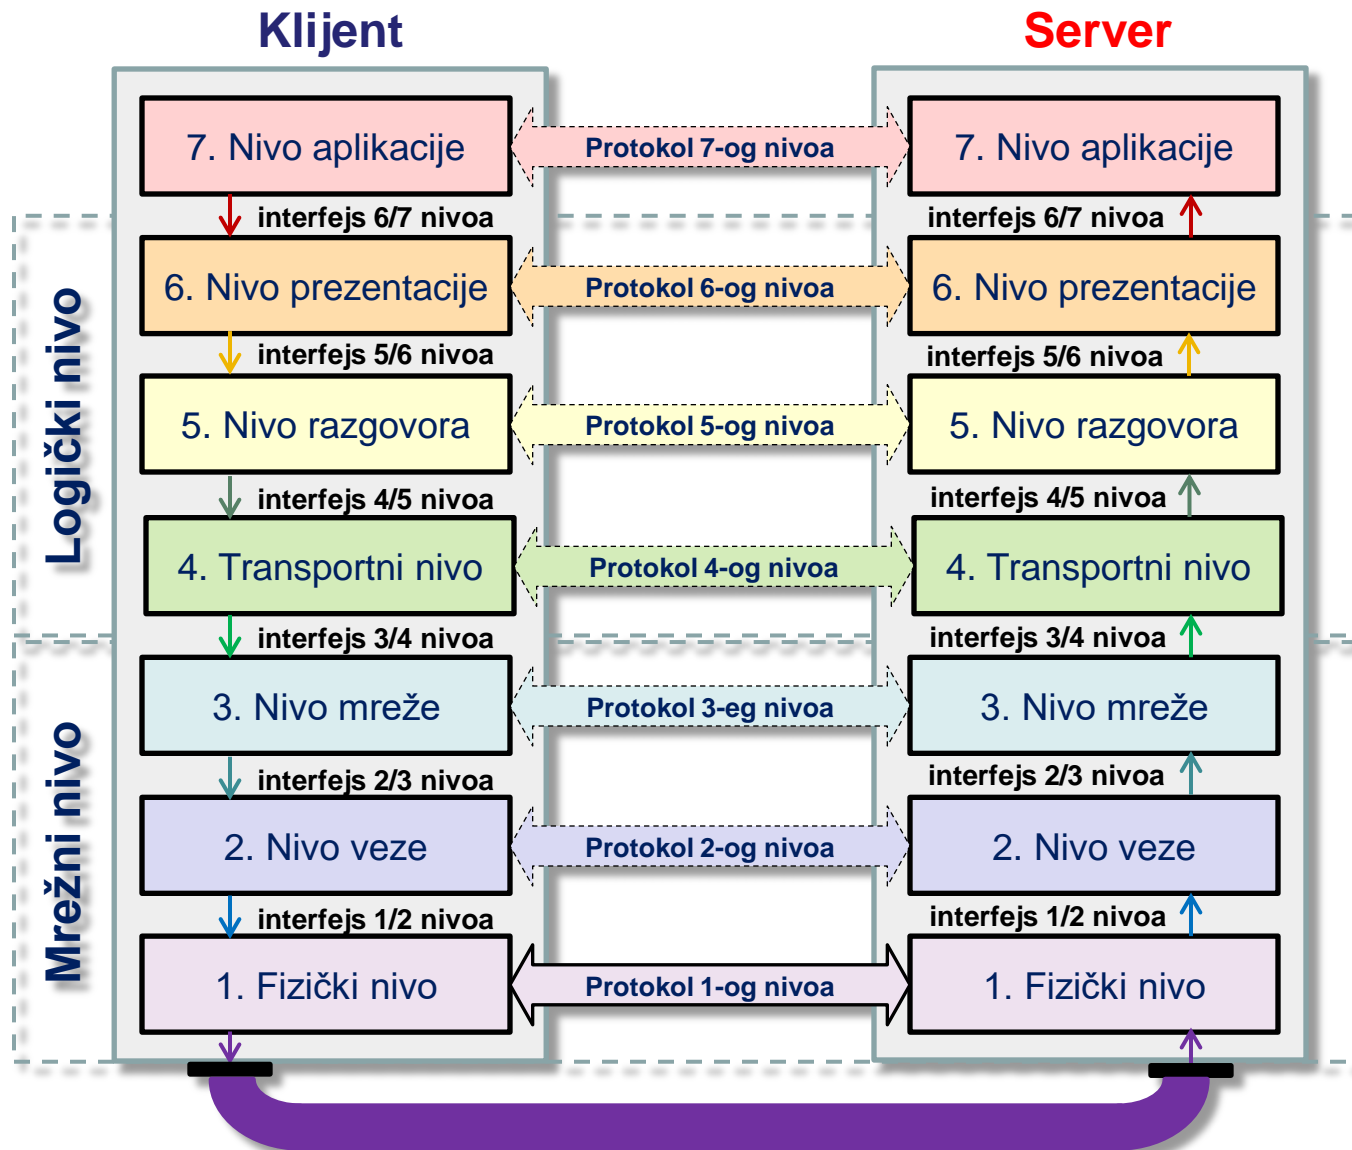 Klijent
Server
7. Nivo aplikacije
Protokol 7-og nivoa
7. Nivo aplikacije
interfejs 6/7 nivoa
interfejs 6/7 nivoa
6. Nivo prezentacije
Protokol 6-og nivoa
6. Nivo prezentacije
interfejs 5/6 nivoa
interfejs 5/6 nivoa
Logički nivo
5. Nivo razgovora
Protokol 5-og nivoa
5. Nivo razgovora
interfejs 4/5 nivoa
interfejs 4/5 nivoa
4. Transportni nivo
Protokol 4-og nivoa
4. Transportni nivo
interfejs 3/4 nivoa
interfejs 3/4 nivoa
3. Nivo mreže
Protokol 3-eg nivoa
3. Nivo mreže
interfejs 2/3 nivoa
interfejs 2/3 nivoa
Mrežni nivo
2. Nivo veze
Protokol 2-og nivoa
2. Nivo veze
interfejs 1/2 nivoa
interfejs 1/2 nivoa
1. Fizički nivo
Protokol 1-og nivoa
1. Fizički nivo